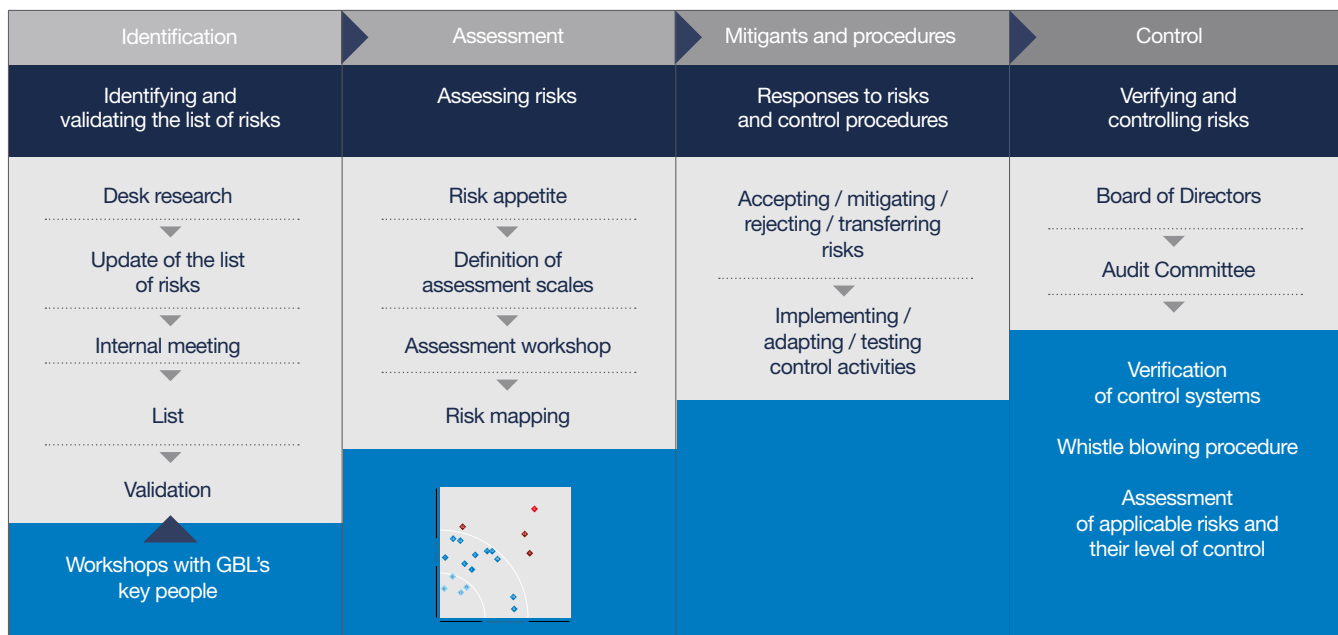 Identification
Assessment
Mitigants and procedures
Control
Identifying and
validating the list of risks
Assessing risks
Responses to risks
and control procedures
Verifying and
controlling risks
Desk research
Update of the list
of risks
Internal meeting
List
Validation
Workshops with GBL's
key people
Risk appetite
Definition of
assessment scales
Assessment workshop
Risk mapping
Accepting / mitigating /
rejecting / transferring
risks
Implementing /
adapting / testing
control activities
Board of Directors
Audit Committee
Verification
of control systems
Whistle blowing procedure
Assessment
of applicable risks and
their level of control